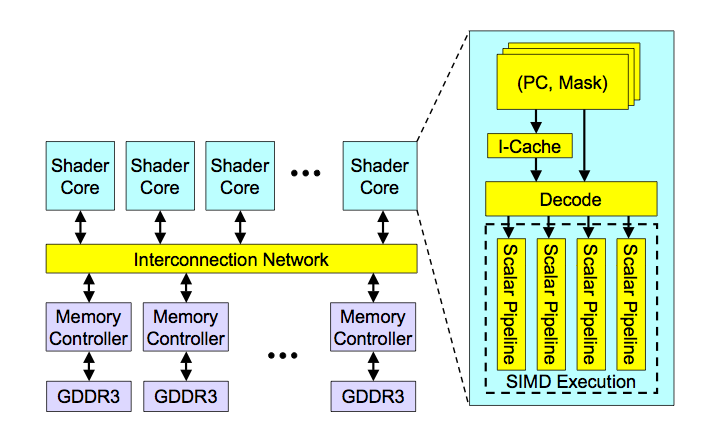 Shader
Core
Shader
Core
Shader
Core
•••
Shader
Core
Interconnection Network
Memory
Controller
Memory
Controller
•••
Memory
Controller
GDDR3
GDDR3
GDDR3
(PC, Mask)
I-Cache
Decode
Scalar Pipeline
Scalar Pipeline
Scalar Pipeline
Scalar Pipeline
SIMD Execution